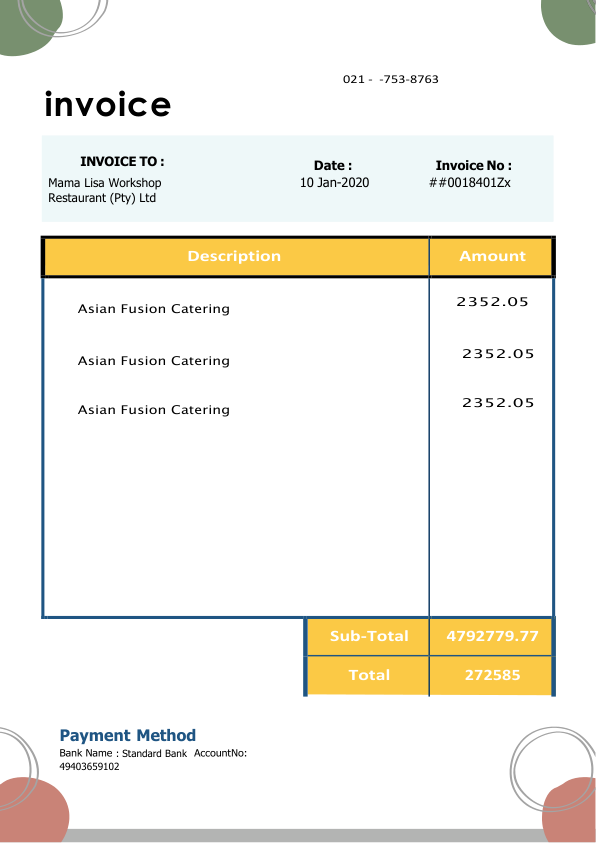 021 -  -753-8763
invoice
INVOICE TO :
Date :
Invoice No :
Mama Lisa Workshop
Restaurant (Pty) Ltd
10 Jan-2020
##0018401Zx
Description
Amount
Asian Fusion Catering
2352.05
Asian Fusion Catering
2352.05
Asian Fusion Catering
2352.05
Sub-Total
4792779.77
Total
272585
Payment Method
Bank Name : Standard Bank  AccountNo:
49403659102